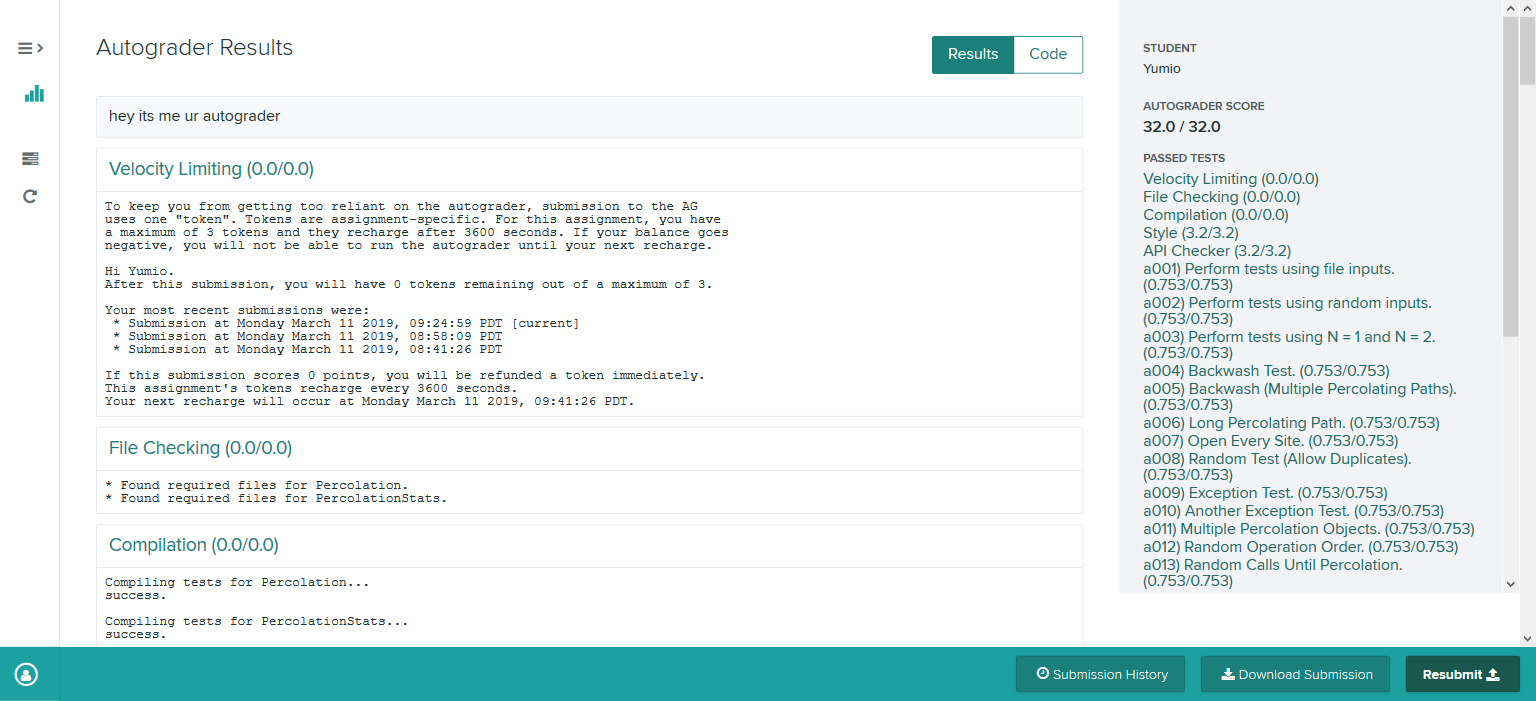 Autograder Results
Results
Code
hey its me ur autograder
Velocity Limiting (0.0/0.0)
To keep you from getting too reliant on the autograder, submission to the AG
uses one "token". Tokens are assignment-specific. For this assignment, you have
a maximum of 3 tokens and they recharge after 3600 seconds. If your balance goes
negative, you will not be able to run the autograder until your next recharge.
Hi Yumio.
After this submission, you will have 0 tokens remaining out of a maximum of 3.
Your most recent submissions were:
* Submission at Monday March 11 2019, 09:24:59 PDT [current]
* Submission at Monday March 11 2019, 08:58:09 PDT
* Submission at Monday March 11 2019, 08:41:26 PDT
If this submission scores 0 points, you will be refunded a token immediately.
This assignment's tokens recharge every 3600 seconds.
Your next recharge will occur at Monday March 11 2019, 09:41:26 PDT.
File Checking (0.0/0.0)
* Found required files for Percolation.
* Found required files for PercolationStats.
Compilation (0.0/0.0)
Compiling tests for Percolation...
success.
Compiling tests for PercolationStats...
success.
STUDENT
Yumio
AUTOGRADER SCORE
32.0 / 32.0
PASSED TESTS
Velocity Limiting (0.0/0.0)
File Checking (0.0/0.0)
Compilation (0.0/0.0)
Style (3.2/3.2)
API Checker (3.2/3.2)
a001) Perform tests using file inputs.
(0.753/0.753)
a002) Perform tests using random inputs.
(0.753/0.753)
a003) Perform tests using N = 1 and N = 2.
(0.753/0.753)
a004) Backwash Test. (0.753/0.753)
a005) Backwash (Multiple Percolating Paths).
(0.753/0.753)
a006) Long Percolating Path. (0.753/0.753)
a007) Open Every Site. (0.753/0.753)
a008) Random Test (Allow Duplicates).
(0.753/0.753)
a009) Exception Test. (0.753/0.753)
a010) Another Exception Test. (0.753/0.753)
a011) Multiple Percolation Objects. (0.753/0.753)
a012) Random Operation Order. (0.753/0.753)
a013) Random Calls Until Percolation.
(0.753/0.753)
Submission History
Download Submission
Resubmit